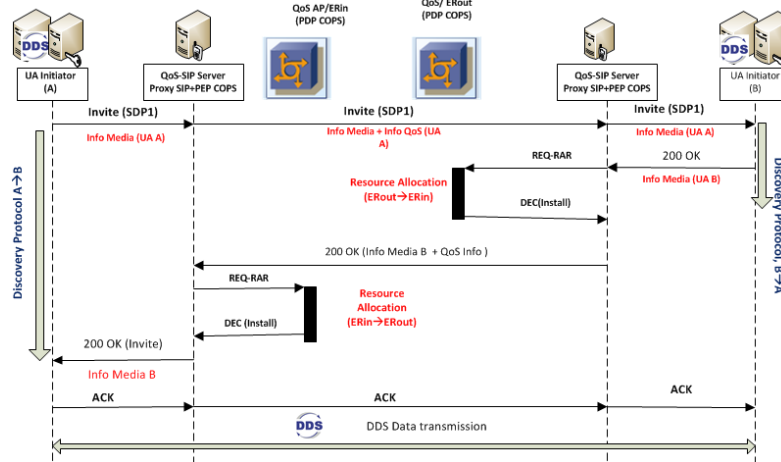 QoS AP/ERin
(PDP COPS)
QoS/ ERout
(PDP COPS)
DDS
DDS
UA Initiator
(A)
QoS-SIP Server
Proxy SIP+PEP COPS
QoS-SIP Server
Proxy SIP+PEP COPS
UA Initiator
(B)
Invite (SDP1)
Invite (SDP1)
Invite (SDP1)
Info Media (UA A)
Info Media + Info QoS (UA
A)
Info Media (UA A)
REQ-RAR
200 OK
Info Media (UA B)
Resource Allocation
(ERout→ERin)
DEC(Install)
Discovery Protocol A→B
Discovery Protocol, B→A
200 OK (Info Media B + QoS Info )
REQ-RAR
Resource
Allocation
(ERin→ERout)
DEC (Install)
200 OK (Invite)
Info Media B
ACK
ACK
ACK
DDS
DDS Data transmission